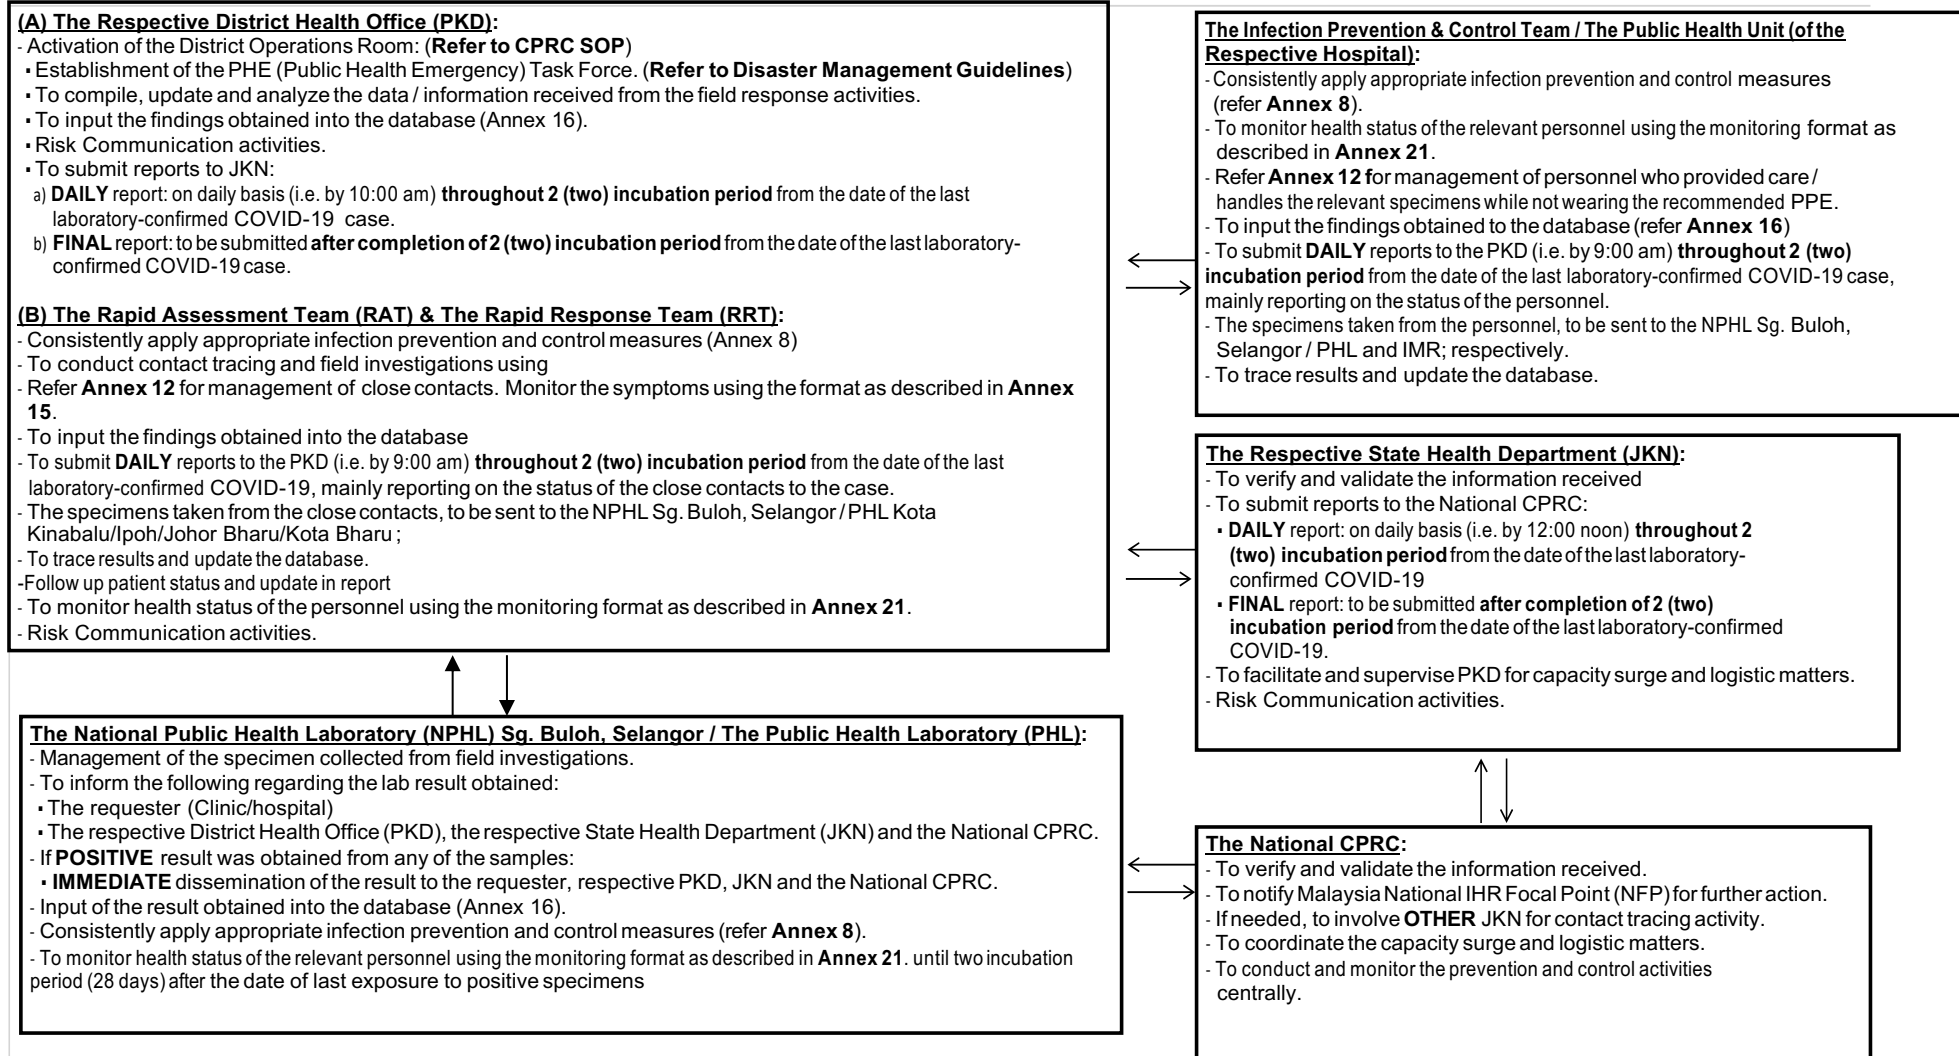 (A) The Respective District Health Office (PKD):
- Activation of the District Operations Room: (Refer to CPRC SOP)
▪ Establishment of the PHE (Public Health Emergency) Task Force. (Refer to Disaster Management Guidelines)
▪ To compile, update and analyze the data / information received from the field response activities.
▪ To input the findings obtained into the database (Annex 16).
▪ Risk Communication activities.
▪ To submit reports to JKN:
a) DAILY report: on daily basis (i.e. by 10:00 am) throughout 2 (two) incubation period from the date of the last
laboratory-confirmed COVID-19 case.
b) FINAL report: to be submitted after completion of 2 (two) incubation period from the date of the last laboratory-
confirmed COVID-19 case.
(B) The Rapid Assessment Team (RAT) & The Rapid Response Team (RRT):
- Consistently apply appropriate infection prevention and control measures (Annex 8)
- To conduct contact tracing and field investigations using
- Refer Annex 12 for management of close contacts. Monitor the symptoms using the format as described in Annex
15.
- To input the findings obtained into the database
- To submit DAILY reports to the PKD (i.e. by 9:00 am) throughout 2 (two) incubation period from the date of the last
laboratory-confirmed COVID-19, mainly reporting on the status of the close contacts to the case.
- The specimens taken from the close contacts, to be sent to the NPHL Sg. Buloh, Selangor / PHL Kota
Kinabalu/Ipoh/Johor Bharu/Kota Bharu ;
- To trace results and update the database.
-Follow up patient status and update in report
- To monitor health status of the personnel using the monitoring format as described in Annex 21.
- Risk Communication activities.
The Infection Prevention & Control Team / The Public Health Unit (of the
Respective Hospital):
- Consistently apply appropriate infection prevention and control measures
(refer Annex 8).
- To monitor health status of the relevant personnel using the monitoring format as
described in Annex 21.
- Refer Annex 12 for management of personnel who provided care /
handles the relevant specimens while not wearing the recommended PPE.
- To input the findings obtained to the database (refer Annex 16)
- To submit DAILY reports to the PKD (i.e. by 9:00 am) throughout 2 (two)
incubation period from the date of the last laboratory-confirmed COVID-19 case,
mainly reporting on the status of the personnel.
- The specimens taken from the personnel, to be sent to the NPHL Sg. Buloh,
Selangor / PHL and IMR; respectively.
- To trace results and update the database.
The Respective State Health Department (JKN):
- To verify and validate the information received
- To submit reports to the National CPRC:
▪ DAILY report: on daily basis (i.e. by 12:00 noon) throughout 2
(two) incubation period from the date of the last laboratory-
confirmed COVID-19
▪ FINAL report: to be submitted after completion of 2 (two)
incubation period from the date of the last laboratory-confirmed
COVID-19.
- To facilitate and supervise PKD for capacity surge and logistic matters.
- Risk Communication activities.
The National Public Health Laboratory (NPHL) Sg. Buloh, Selangor / The Public Health Laboratory (PHL):
- Management of the specimen collected from field investigations.
- To inform the following regarding the lab result obtained:
▪ The requester (Clinic/hospital)
▪ The respective District Health Office (PKD), the respective State Health Department (JKN) and the National CPRC.
- If POSITIVE result was obtained from any of the samples:
▪ IMMEDIATE dissemination of the result to the requester, respective PKD, JKN and the National CPRC.
- Input of the result obtained into the database (Annex 16).
- Consistently apply appropriate infection prevention and control measures (refer Annex 8).
- To monitor health status of the relevant personnel using the monitoring format as described in Annex 21. until two incubation
period (28 days) after the date of last exposure to positive specimens
The National CPRC:
- To verify and validate the information received.
- To notify Malaysia National IHR Focal Point (NFP) for further action.
- If needed, to involve OTHER JKN for contact tracing activity.
- To coordinate the capacity surge and logistic matters.
- To conduct and monitor the prevention and control activities
centrally.